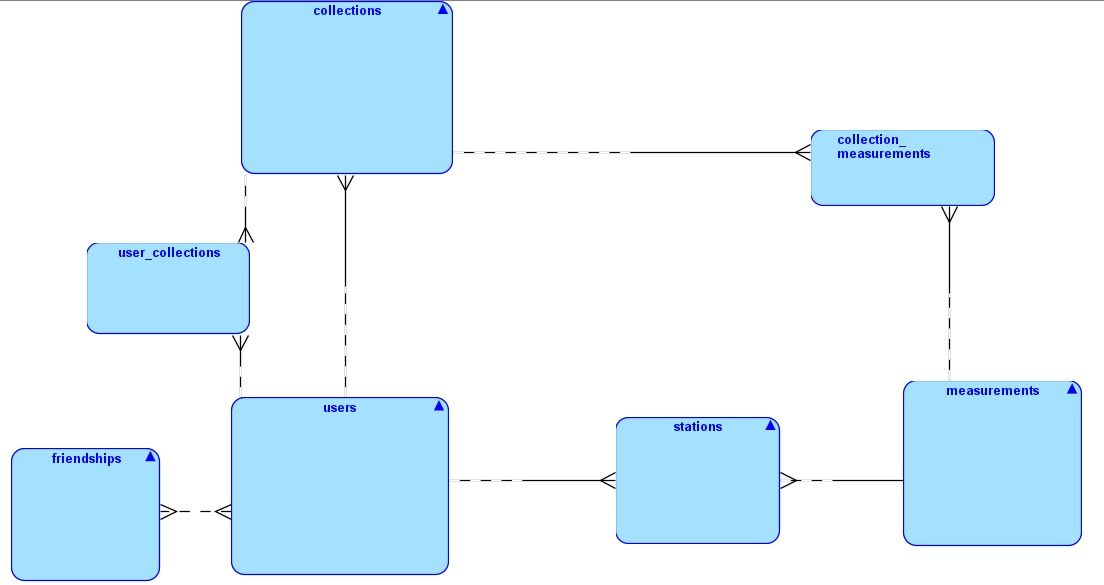 collections
collection_
measurements
user_collections
users
measurements
stations
friendships